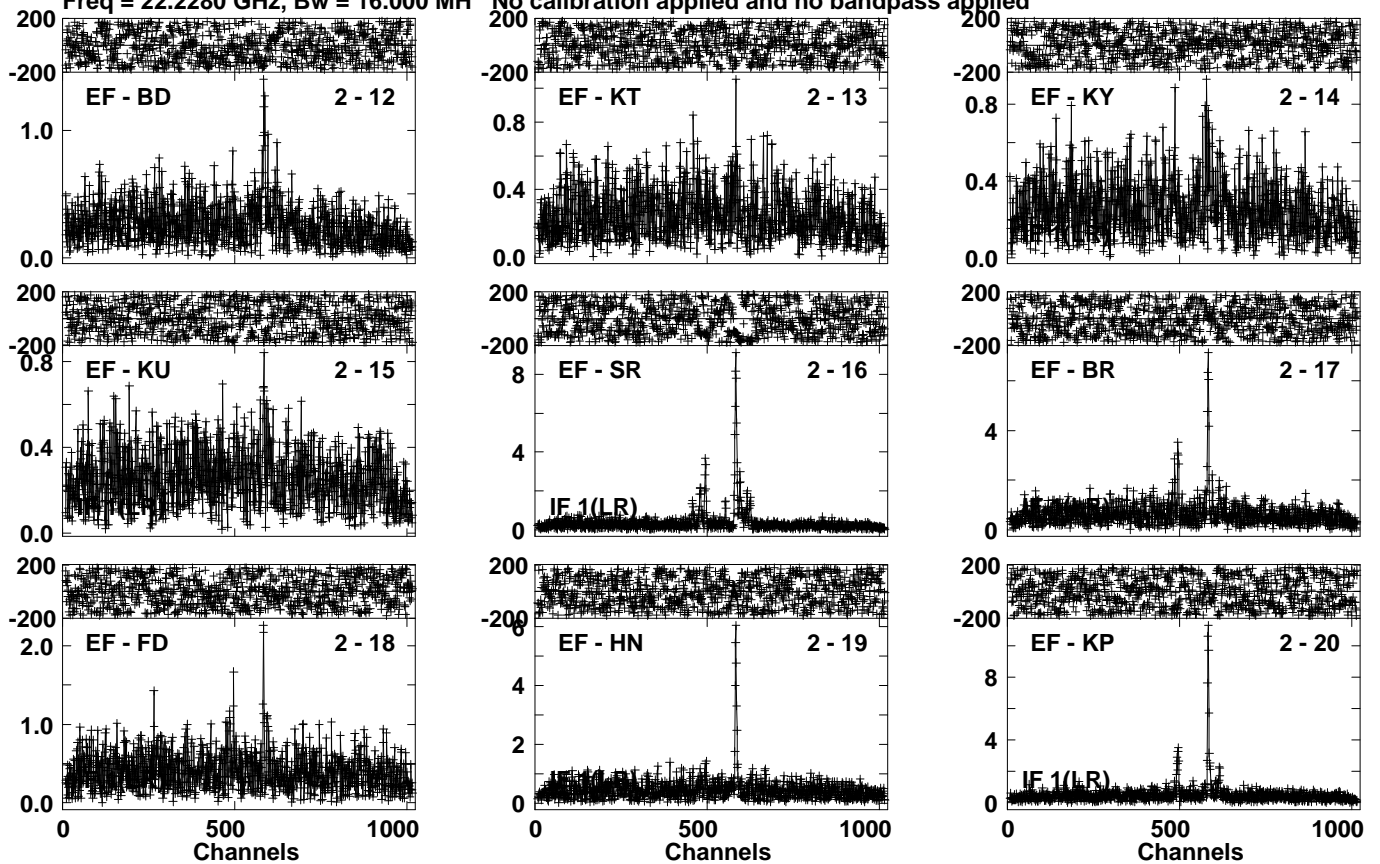 Freq = 22.2280 GHz, Bw = 16.000 MH No calibration applied and no bandpass applied
200 200 200
-200 -200 -200
EF - BD 2 - 12 EF - KT 2 - 13 EF - KY 2 - 14
1.0 0.8 0.8
0.4 0.4
0.0 0.0 0.0
200 200 200
-200 -200 -200
EF - KU 2 - 15 EF - SR 2 - 16 EF - BR 2 - 17
0.8 8
0.4 4 4
IF 1(LR)
0.0 0 0
200 200 200
-200 -200 -200
EF - FD 2 - 18 EF - HN 2 - 19 EF - KP 2 - 20
2.0 6 8
1.0 4 4
2
IF 1(LR) IF 1(LR)
0.0 0 0
0 500 1000 0 500 1000 0 500 1000
Channels Channels Channels